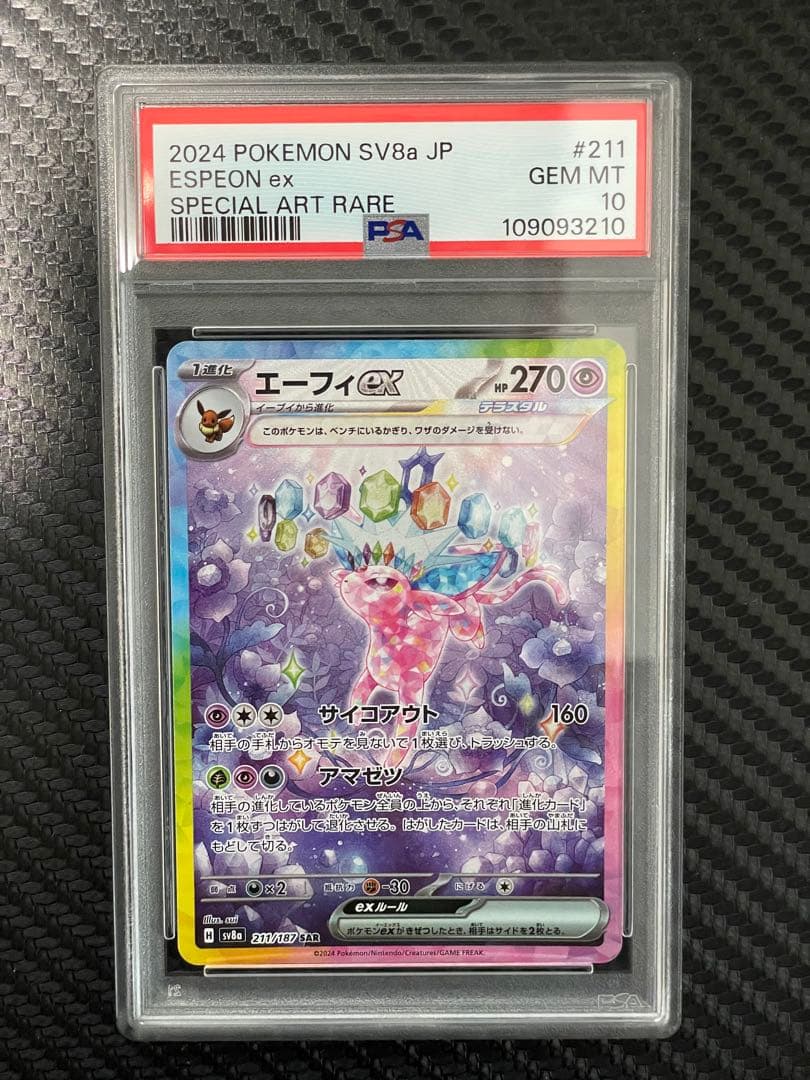 2024 POKEMON SV8a JP #211
ESPEON ex GEM MT
SPECIAL ART RARE 10
PSA 109093210
1進化 エーフィex HP270
イーブイから進化 テラスタル
このポケモンは、ベンチにいるかぎり、ワザのダメージを受けない。
サイコアウト 160
相手の手札からオモテを見ないで1枚選び、トラッシュする。
アマゼツ
相手の進化しているポケモン全員の上から、それぞれ「進化カード」
を1枚ずつはがして退化させる。はがしたカードは、相手の山札に
もどして切る。
弱点 ×2 抵抗力 -30 にげる
exルール
ポケモンexがきぜつしたとき、相手はサイドを2枚とる。
Illus. sui
H sv8a 211/187 SAR
©2024 Pokémon/Nintendo/Creatures/GAME FREAK.
PSA